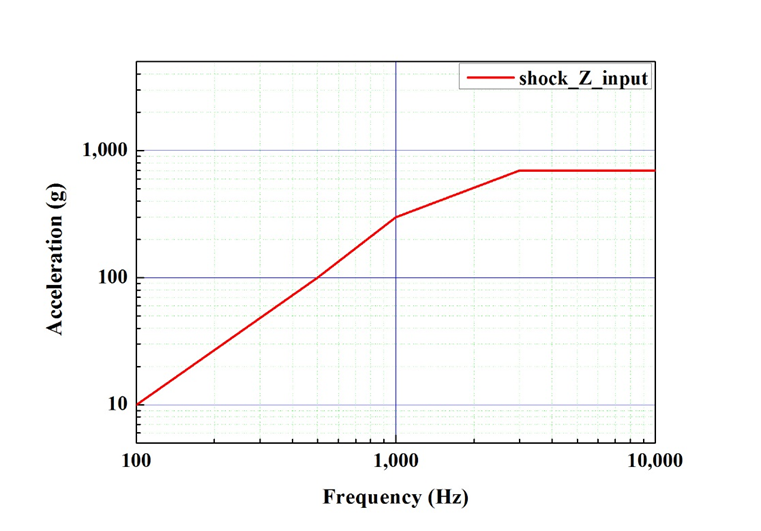 shock_Z_input
1,000
100
10
Acceleration (g)
100 1,000 10,000
Frequency (Hz)